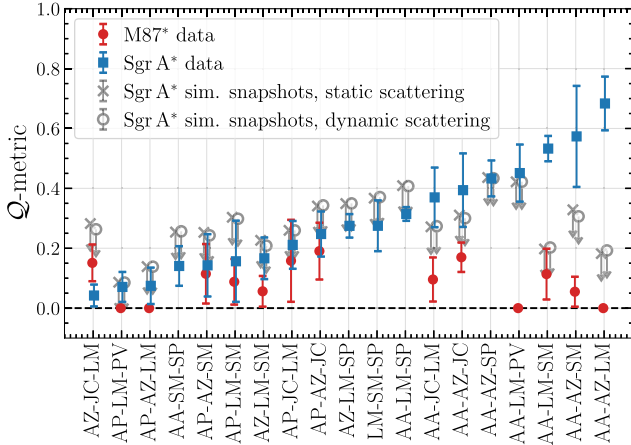 1.0
0.8
0.6
0.4
0.2
0.0
Q-metric
M87* data
Sgr A* data
Sgr A* sim. snapshots, static scattering
Sgr A* sim. snapshots, dynamic scattering
AZ-JC-LM
AP-LM-PV
AP-AZ-LM
AA-SM-SP
AP-AZ-SM
AP-LM-SM
AZ-LM-SM
AP-JC-LM
AP-AZ-JC
AZ-LM-SP
LM-SM-SP
AA-LM-SP
AA-JC-LM
AA-AZ-JC
AA-AZ-SP
AA-LM-PV
AA-LM-SM
AA-AZ-SM
AA-AZ-LM